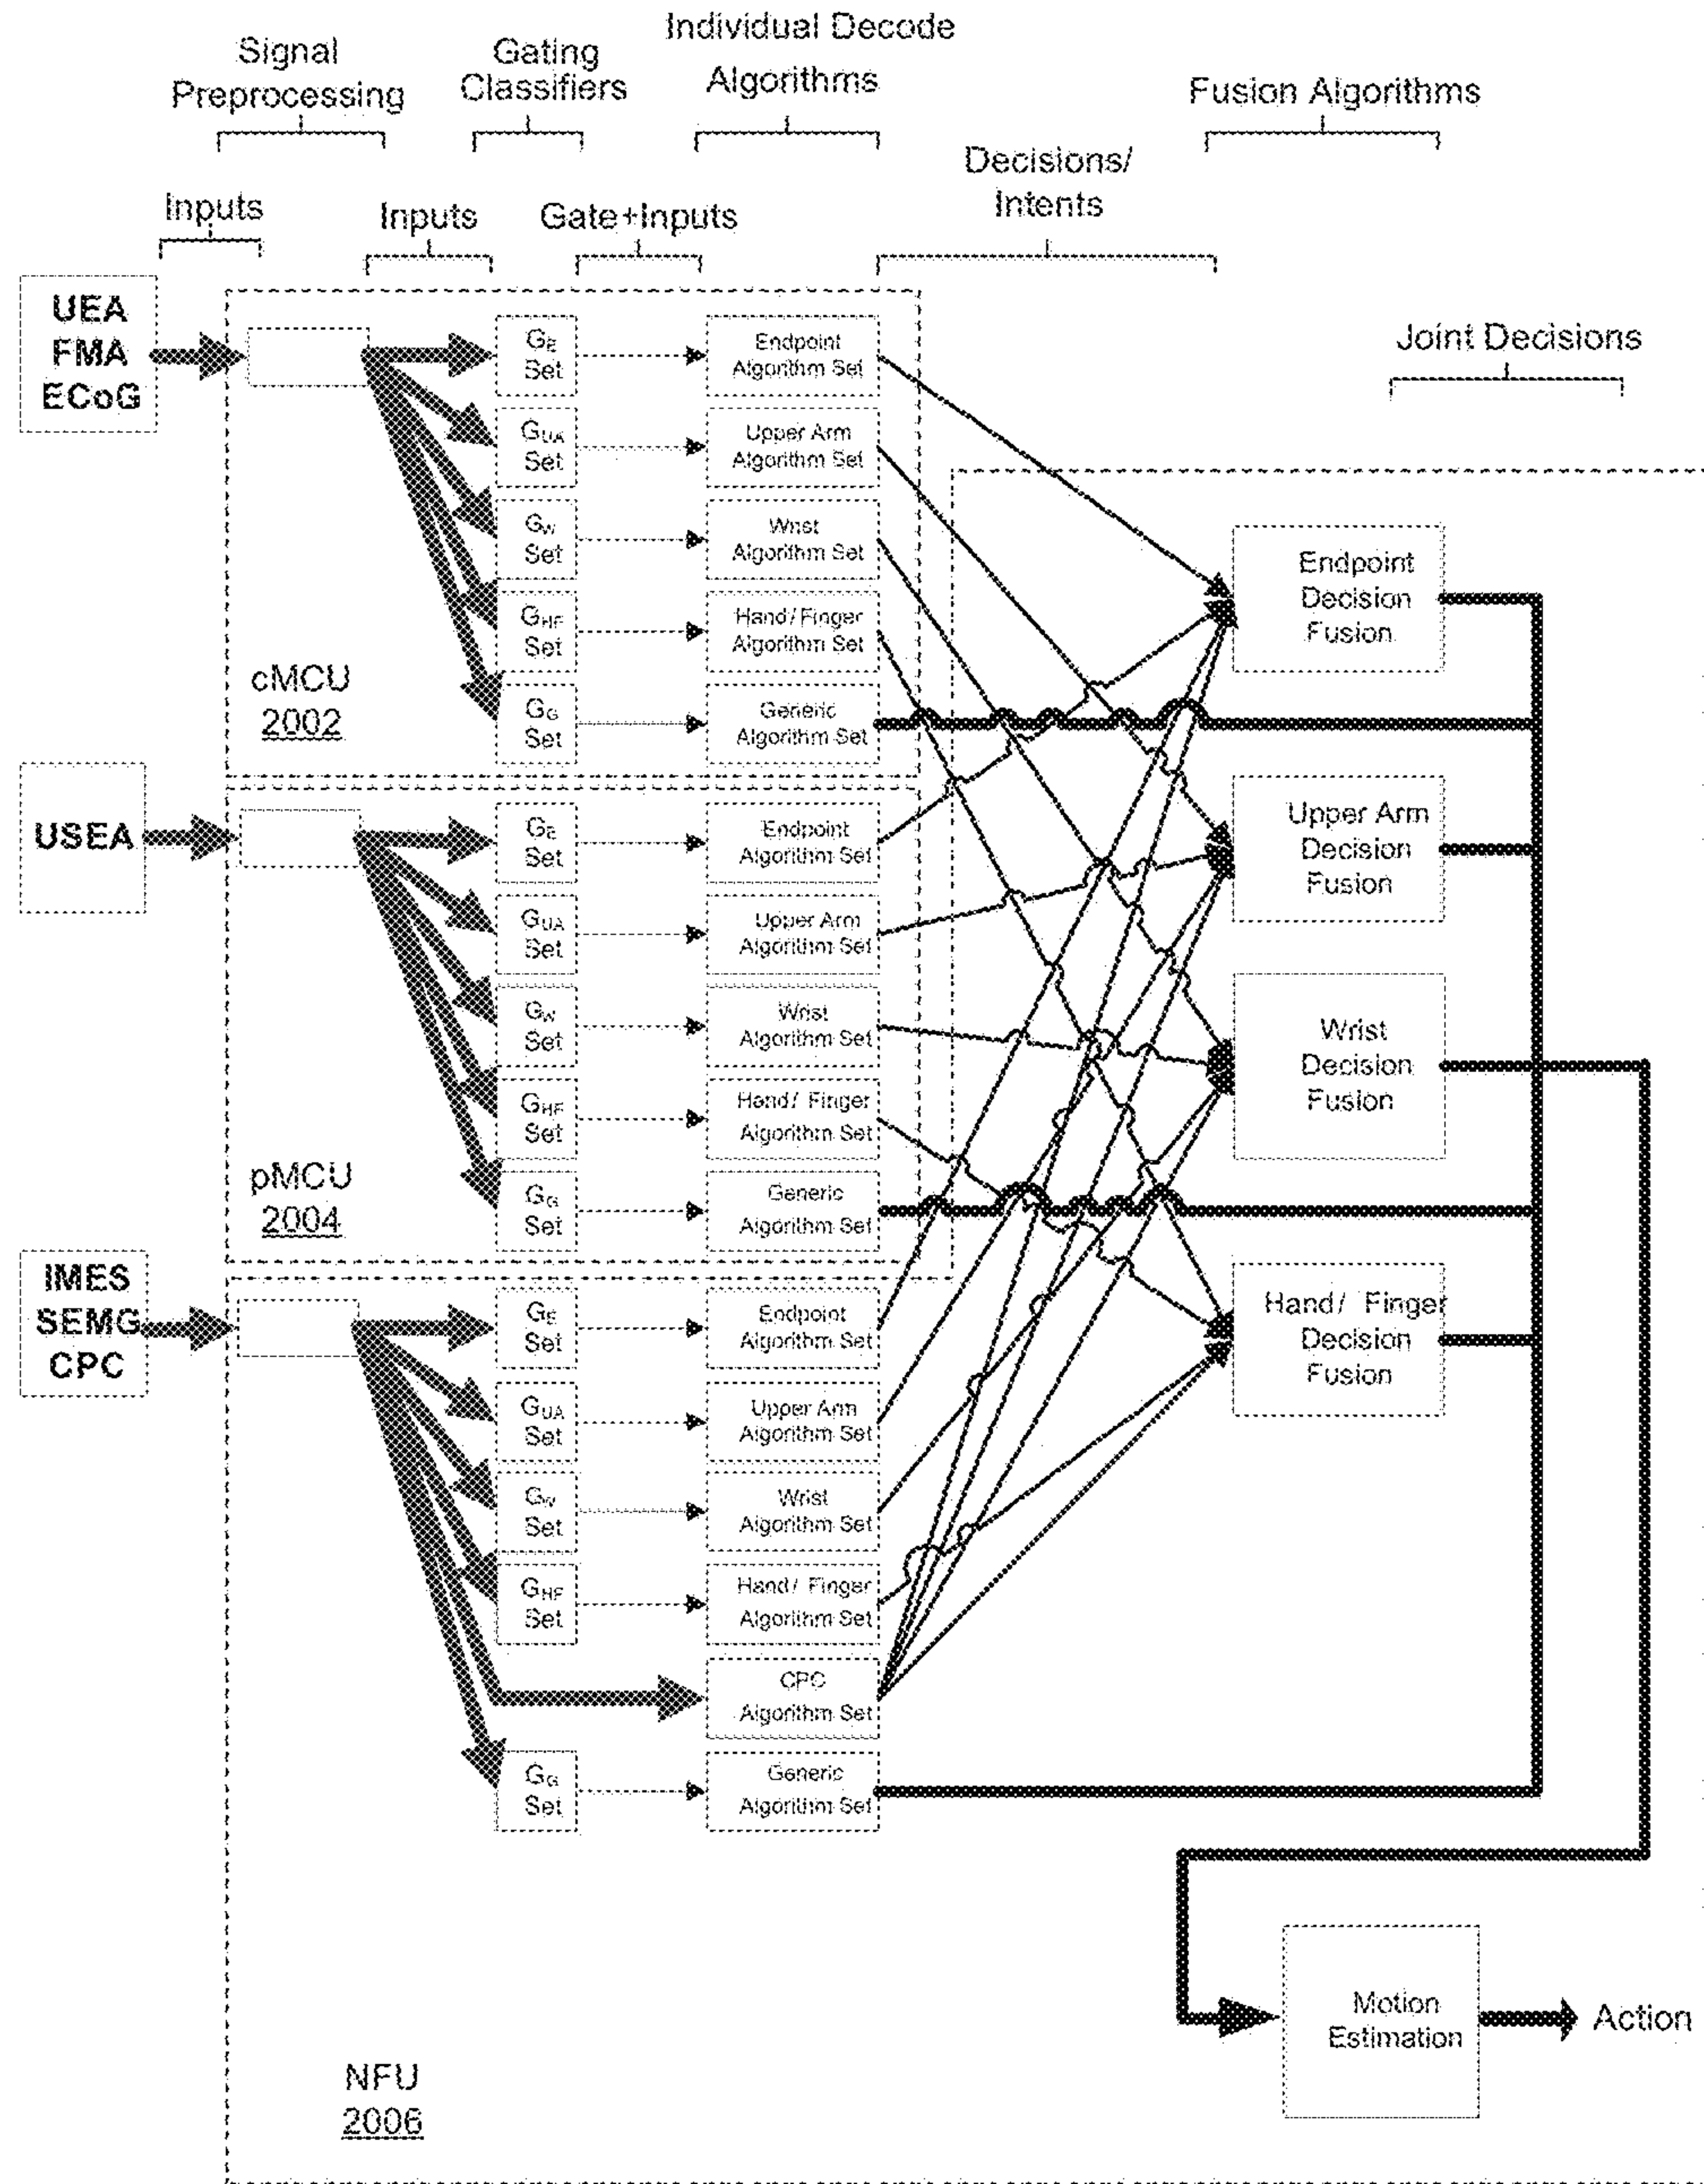 Individual Decode
Algorithms
Signal
Preprocessing
Gating
Classifiers
Fusion Algorithms
Decisions/
Intents
Inputs
Inputs
Gate+Inputs
Joint Decisions
UEA
FMA
ECoG
GE
Set
Endpoint
Algorithm Set
GUA
Set
Upper Arm
Algorithm Set
GW
Set
Wrist
Algorithm Set
GHF
Set
Hand/Finger
Algorithm Set
GG
Set
Generic
Algorithm Set
cMCU
2002
USEA
GE
Set
Endpoint
Algorithm Set
GUA
Set
Upper Arm
Algorithm Set
GW
Set
Wrist
Algorithm Set
GHF
Set
Hand/ Finger
Algorithm Set
GG
Set
Generic
Algorithm Set
pMCU
2004
IMES
SEMG
CPC
GE
Set
Endpoint
Algorithm Set
GUA
Set
Upper Arm
Algorithm Set
GW
Set
Wrist
Algorithm Set
GHF
Set
Hand/ Finger
Algorithm Set
CPC
Algorithm Set
GG
Set
Generic
Algorithm Set
NFU
2006
Endpoint
Decision
Fusion
Upper Arm
Decision
Fusion
Wrist
Decision
Fusion
Hand/ Finger
Decision
Fusion
Motion
Estimation
Action